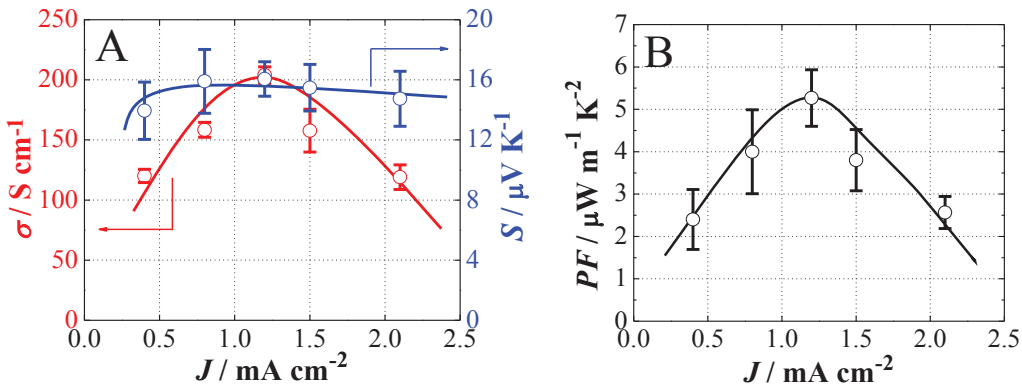 A
250
200
150
100
50
0
σ / S cm⁻¹
20
16
12
8
4
0
S / μV K⁻¹
0.0 0.5 1.0 1.5 2.0 2.5
J / mA cm⁻²
B
7
6
5
4
3
2
1
0
PF / μW m⁻¹ K⁻²
0.0 0.5 1.0 1.5 2.0 2.5
J / mA cm⁻²